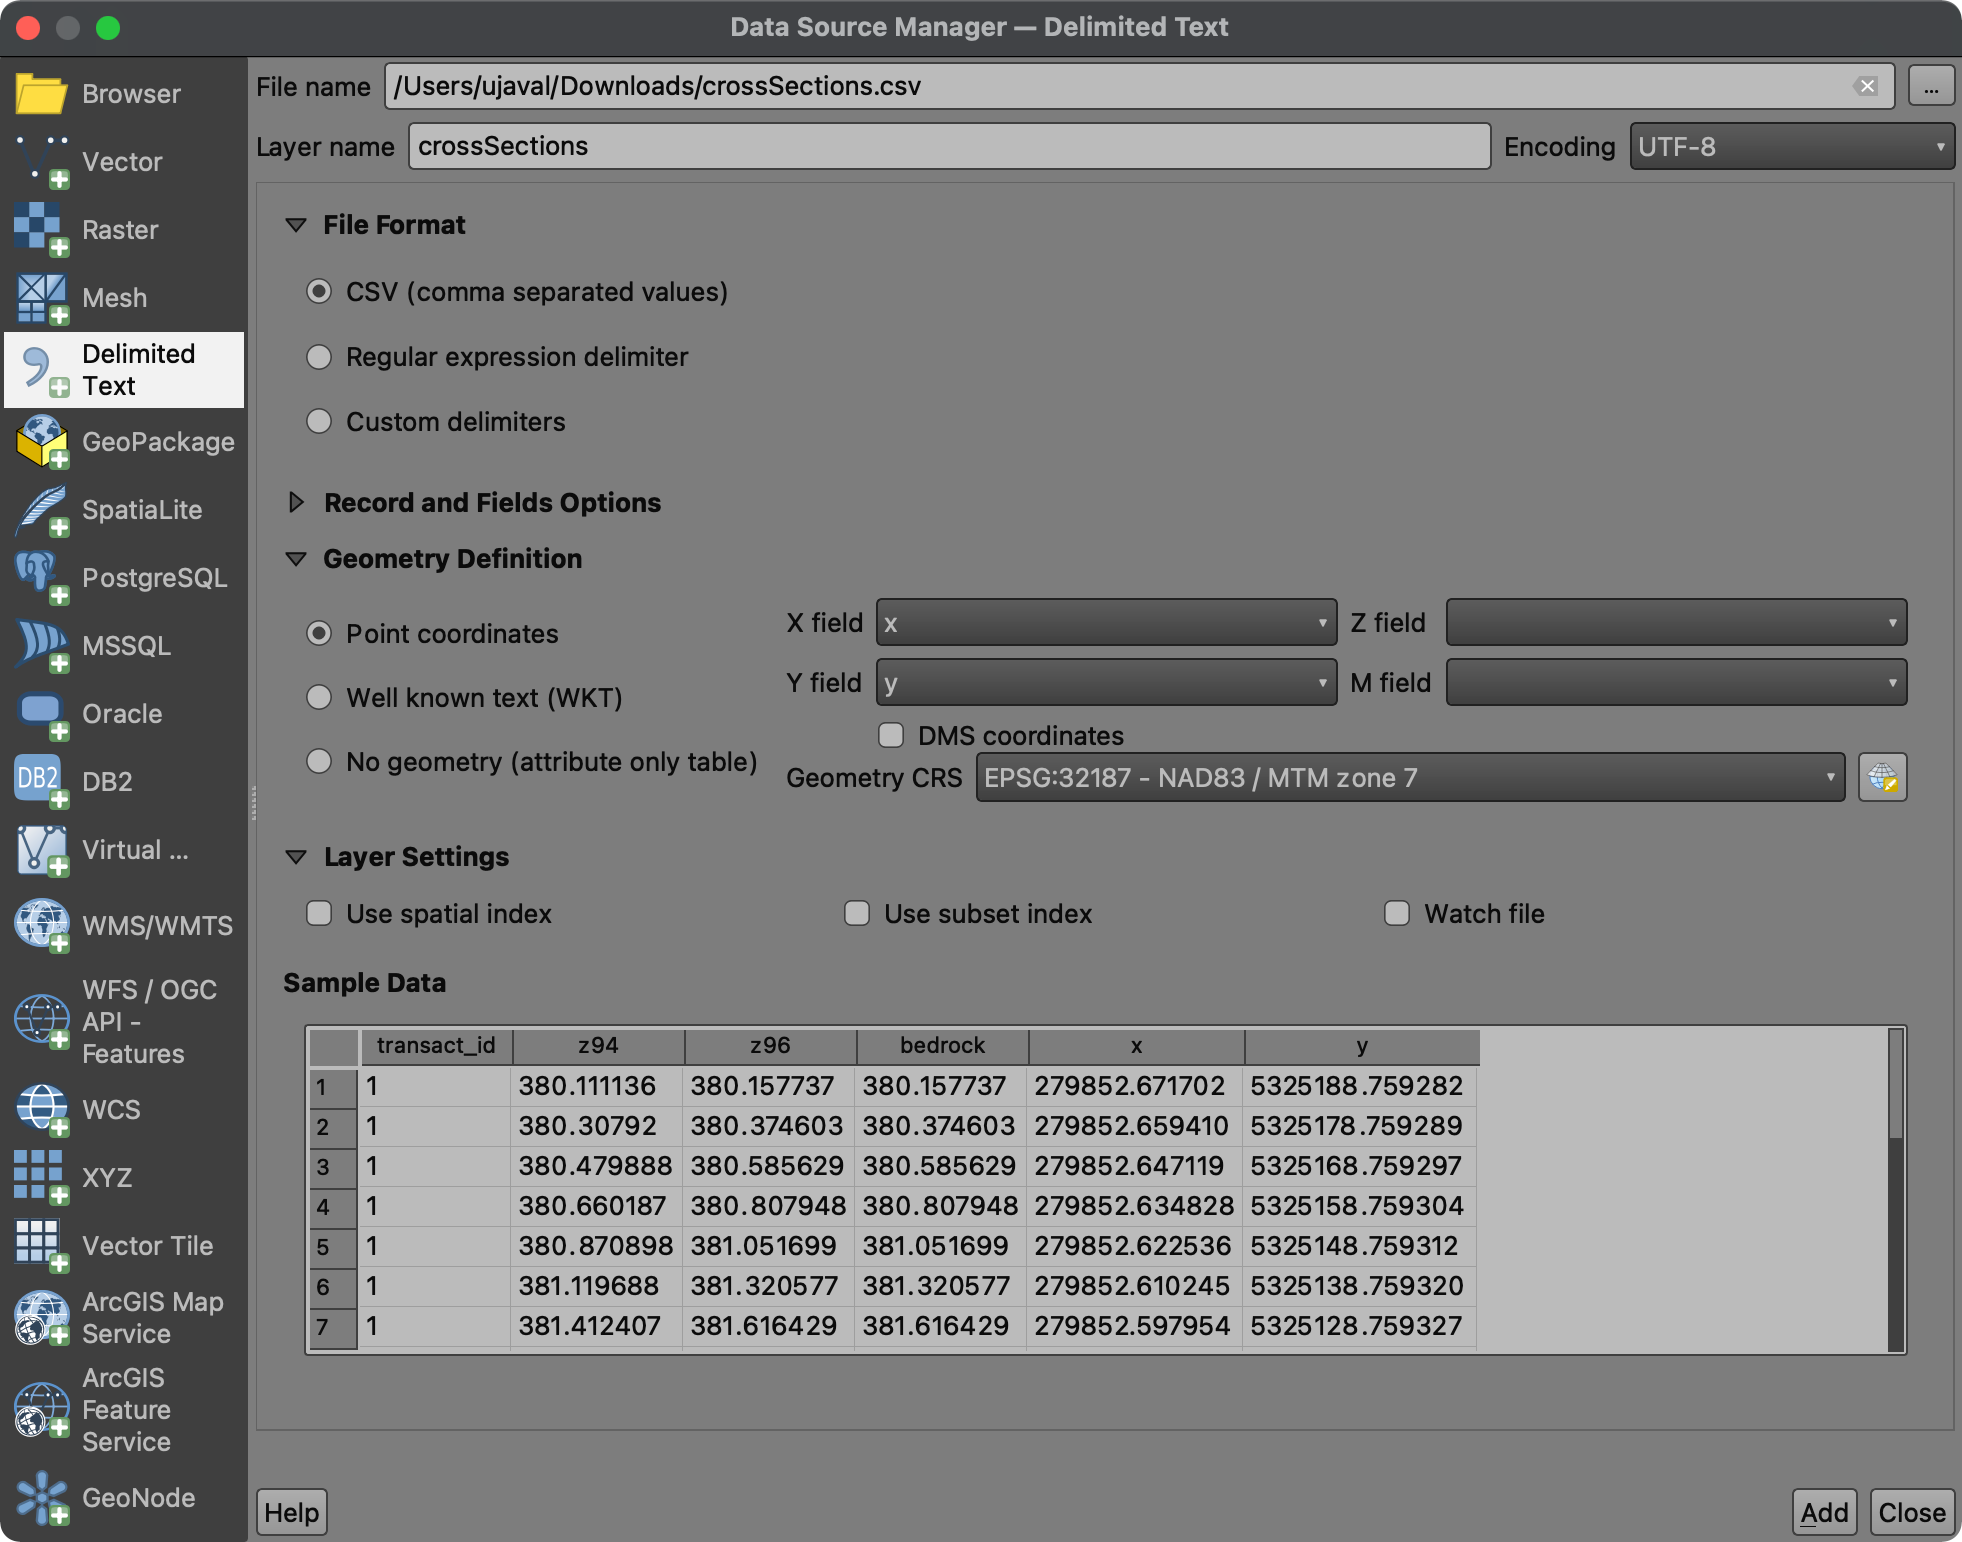 Data Source Manager — Delimited Text
Browser
Vector
Raster
Mesh
Delimited
Text
GeoPackage
SpatiaLite
PostgreSQL
MSSQL
Oracle
DB2
DB2
Virtual ...
WMS/WMTS
WFS / OGC
API -
Features
WCS
XYZ
Vector Tile
ArcGIS Map
Service
ArcGIS
Feature
Service
GeoNode
File name /Users/ujaval/Downloads/crossSections.csv ...
Layer name crossSections Encoding UTF-8
File Format
CSV (comma separated values)
Regular expression delimiter
Custom delimiters
Record and Fields Options
Geometry Definition
Point coordinates
Well known text (WKT)
No geometry (attribute only table)
X field x Z field
Y field y M field
DMS coordinates
Geometry CRS EPSG:32187 - NAD83 / MTM zone 7
Layer Settings
Use spatial index Use subset index Watch file
Sample Data
transact_id z94 z96 bedrock x y
1 1 380.111136 380.157737 380.157737 279852.671702 5325188.759282
2 1 380.30792 380.374603 380.374603 279852.659410 5325178.759289
3 1 380.479888 380.585629 380.585629 279852.647119 5325168.759297
4 1 380.660187 380.807948 380.807948 279852.634828 5325158.759304
5 1 380.870898 381.051699 381.051699 279852.622536 5325148.759312
6 1 381.119688 381.320577 381.320577 279852.610245 5325138.759320
7 1 381.412407 381.616429 381.616429 279852.597954 5325128.759327
Help Add Close